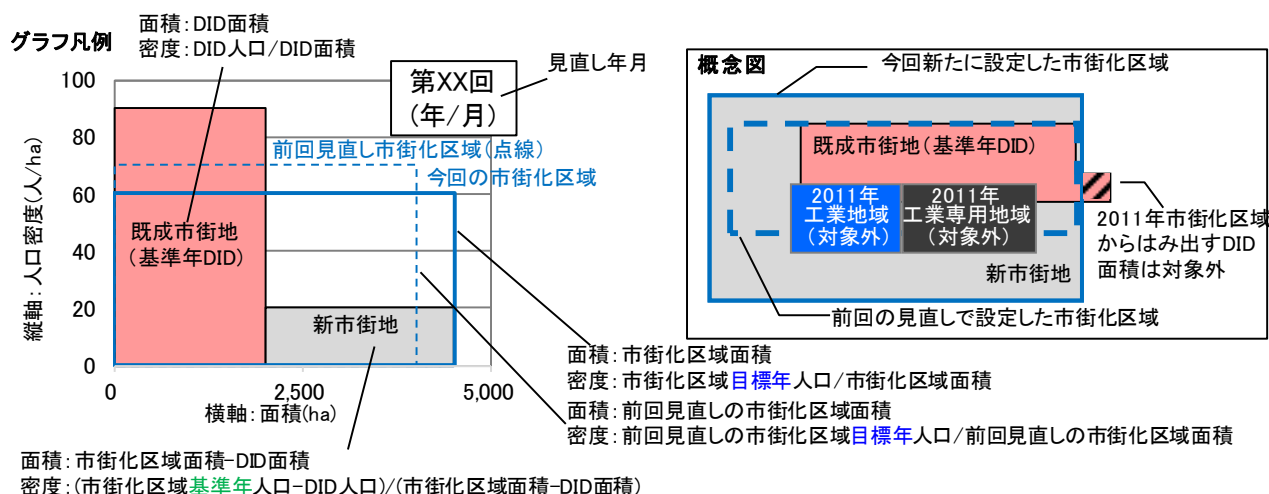 グラフ凡例
面積：DID面積
密度：DID人口/DID面積
第XX回
(年/月)
見直し年月
100
80
60
40
20
0
縦軸：人口密度(人/ha)
前回見直し市街化区域(点線)
今回の市街化区域
既成市街地
(基準年DID)
新市街地
0
2,500
5,000
横軸：面積(ha)
面積：市街化区域面積
密度：市街化区域目標年人口/市街化区域面積
面積：前回見直しの市街化区域面積
密度：前回見直しの市街化区域目標年人口/前回見直しの市街化区域面積
面積：市街化区域面積-DID面積
密度：(市街化区域基準年人口-DID人口)/(市街化区域面積-DID面積)
概念図
今回新たに設定した市街化区域
既成市街地(基準年DID)
2011年
工業地域
(対象外)
2011年
工業専用地域
(対象外)
2011年市街化区域
からはみ出すDID
面積は対象外
新市街地
前回の見直しで設定した市街化区域